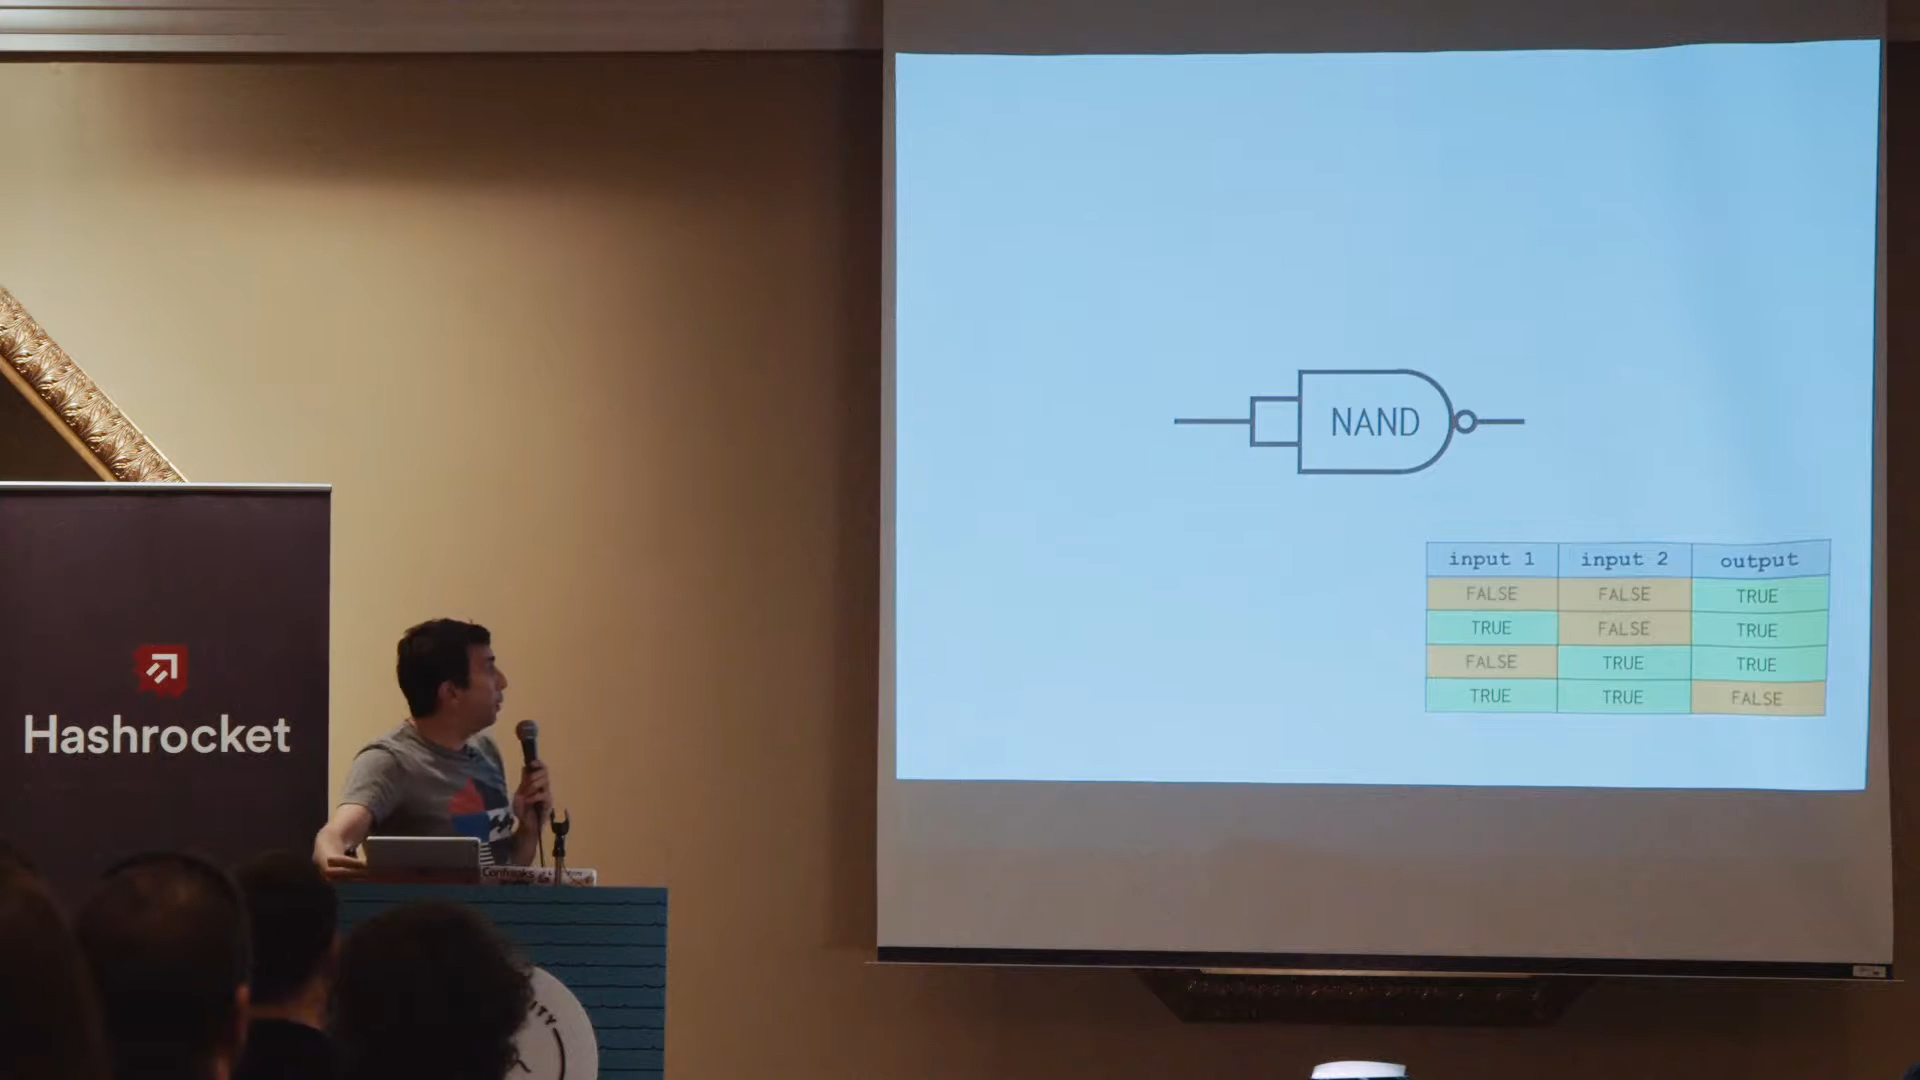 NAND
input 1 input 2 output
FALSE FALSE TRUE
TRUE FALSE TRUE
FALSE TRUE TRUE
TRUE TRUE FALSE
Hashrocket